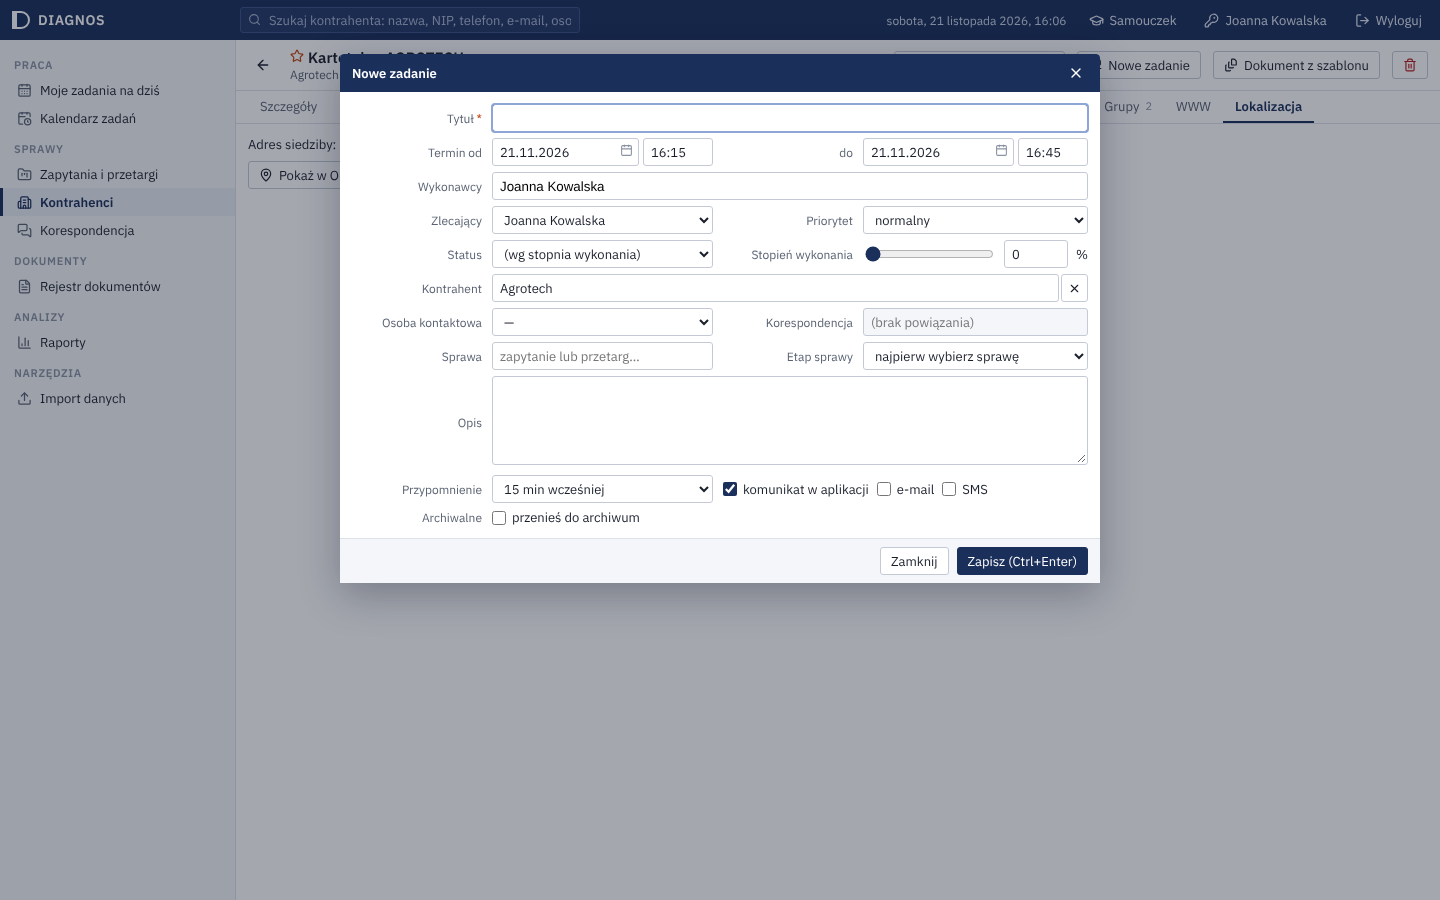 DIAGNOS
Szukaj kontrahenta: nazwa, NIP, telefon, e-mail, oso
sobota, 21 listopada 2026, 16:06
Samouczek
Joanna Kowalska
Wyloguj
PRACA
Moje zadania na dziś
Kalendarz zadań
SPRAWY
Zapytania i przetargi
Kontrahenci
Korespondencja
DOKUMENTY
Rejestr dokumentów
ANALIZY
Raporty
NARZĘDZIA
Import danych
Agrotech
Nowe zadanie
Dokument z szablonu
Szczegóły
Grupy 2
WWW
Lokalizacja
Adres siedziby:
Pokaż w O
Nowe zadanie
Tytuł *
Termin od 21.11.2026 16:15 do 21.11.2026 16:45
Wykonawcy Joanna Kowalska
Zlecający Joanna Kowalska Priorytet normalny
Status (wg stopnia wykonania) Stopień wykonania 0 %
Kontrahent Agrotech
Osoba kontaktowa — Korespondencja (brak powiązania)
Sprawa zapytanie lub przetarg... Etap sprawy najpierw wybierz sprawę
Opis
Przypomnienie 15 min wcześniej komunikat w aplikacji e-mail SMS
Archiwalne przenieś do archiwum
Zamknij
Zapisz (Ctrl+Enter)